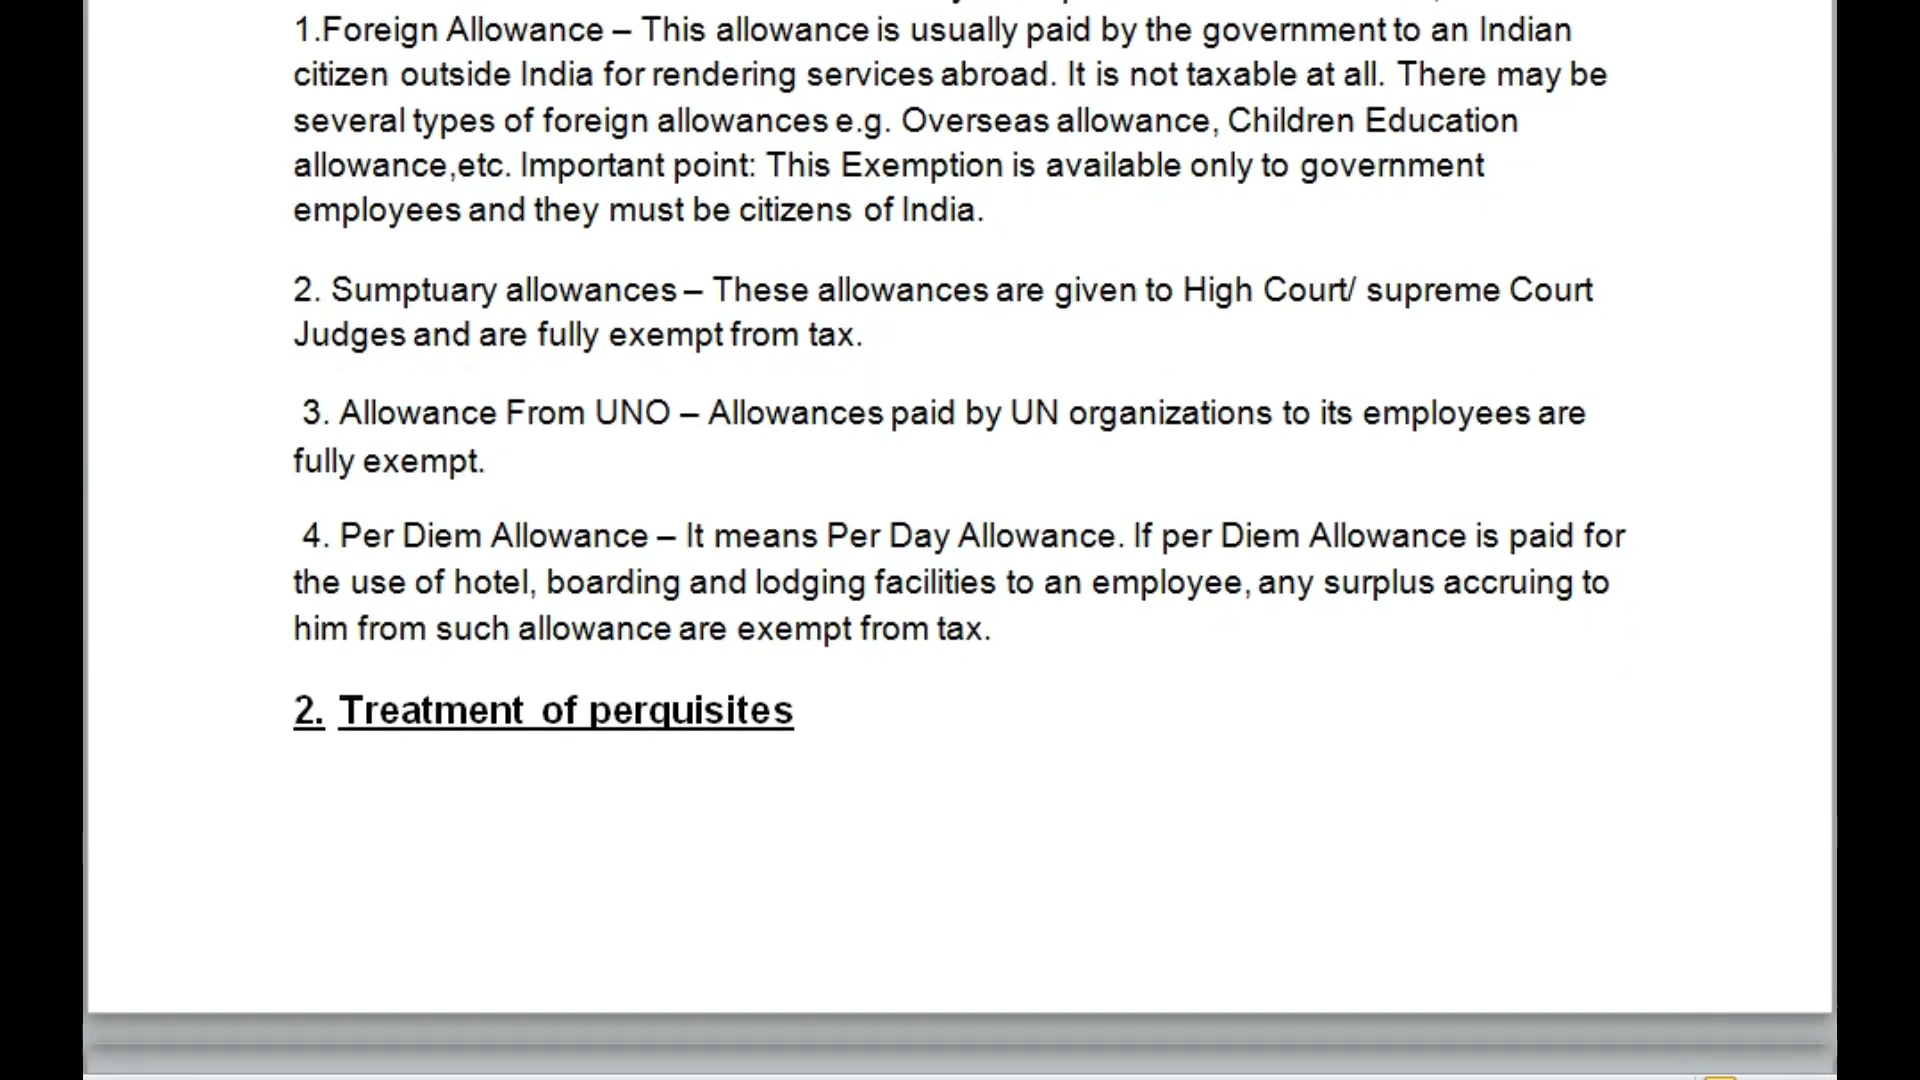 1.Foreign Allowance – This allowance is usually paid by the government to an Indian
citizen outside India for rendering services abroad. It is not taxable at all. There may be
several types of foreign allowances e.g. Overseas allowance, Children Education
allowance,etc. Important point: This Exemption is available only to government
employees and they must be citizens of India.
2. Sumptuary allowances – These allowances are given to High Court/ supreme Court
Judges and are fully exempt from tax.
3. Allowance From UNO – Allowances paid by UN organizations to its employees are
fully exempt.
4. Per Diem Allowance – It means Per Day Allowance. If per Diem Allowance is paid for
the use of hotel, boarding and lodging facilities to an employee, any surplus accruing to
him from such allowance are exempt from tax.
2. Treatment of perquisites